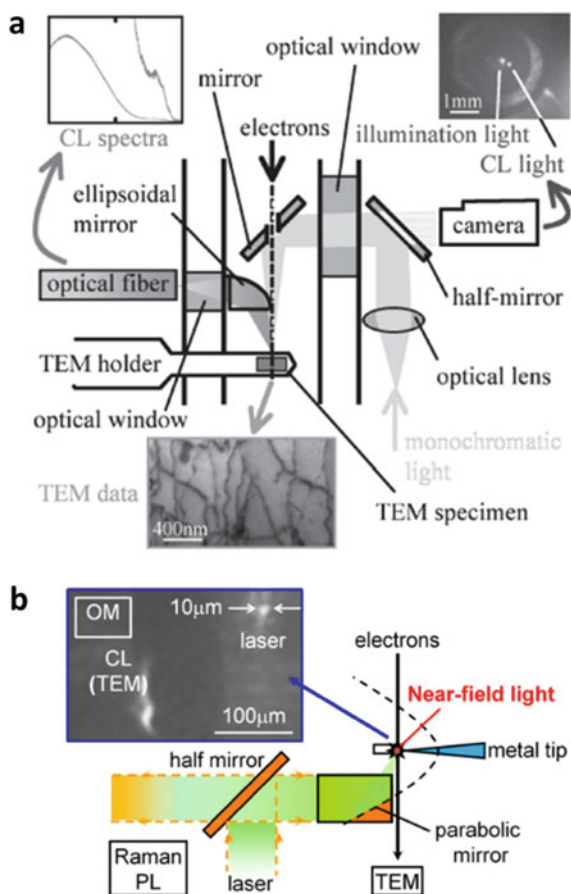 a
CL spectra
mirror
electrons
optical window
1mm
illumination light
CL light
ellipsoidal
mirror
camera
optical fiber
half-mirror
TEM holder
optical lens
optical window
monochromatic
light
TEM data
400nm
TEM specimen
b
OM
10μm
laser
CL
(TEM)
100μm
electrons
Near-field light
metal tip
half mirror
parabolic
mirror
Raman
PL
laser
TEM